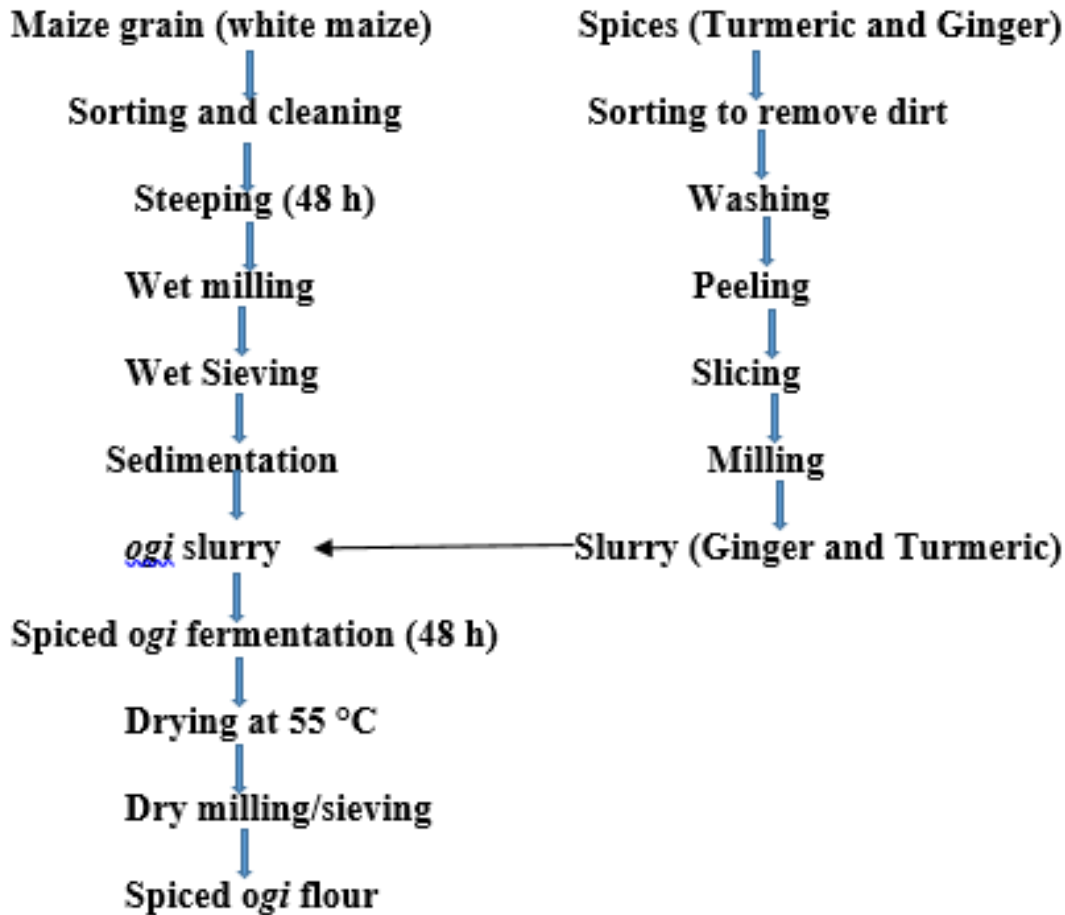 Maize grain (white maize)
Sorting and cleaning
Steeping (48 h)
Wet milling
Wet Sieving
Sedimentation
ogi slurry
Spiced ogi fermentation (48 h)
Drying at 55 °C
Dry milling/sieving
Spiced ogi flour
Spices (Turmeric and Ginger)
Sorting to remove dirt
Washing
Peeling
Slicing
Milling
Slurry (Ginger and Turmeric)